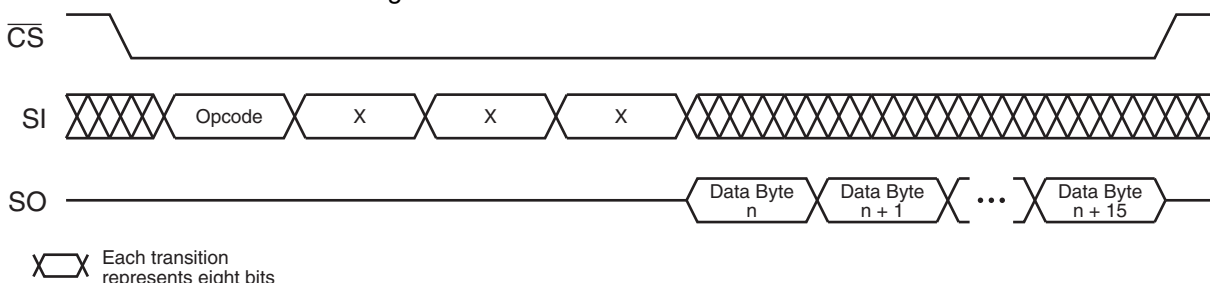 CS
SI
Opcode
X
X
X
SO
Data Byte
n
Data Byte
n + 1
•••
Data Byte
n + 15
Each transition
represents eight bits